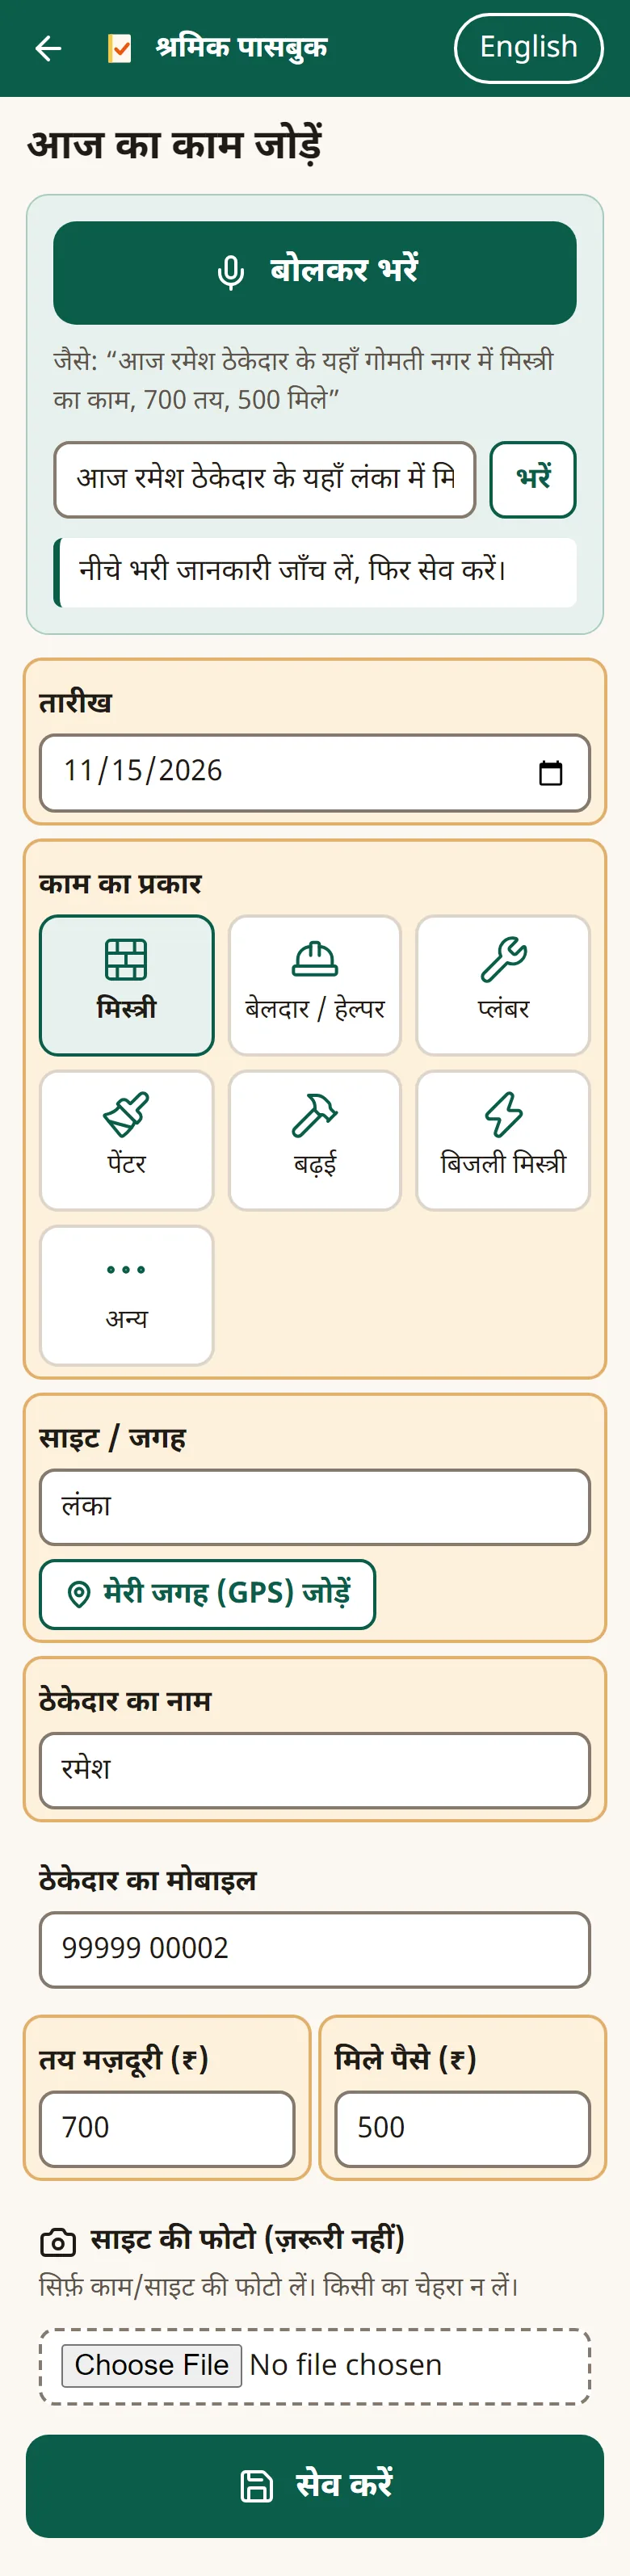 श्रमिक पासबुक
English
आज का काम जोड़ें
बोलकर भरें
जैसे: “आज रमेश ठेकेदार के यहाँ गोमती नगर में मिस्त्री
का काम, 700 तय, 500 मिले”
आज रमेश ठेकेदार के यहाँ लंका में मि
भरें
नीचे भरी जानकारी जाँच लें, फिर सेव करें।
तारीख
11/15/2026
काम का प्रकार
मिस्त्री
बेलदार / हेल्पर
प्लंबर
पेंटर
बढ़ई
बिजली मिस्त्री
अन्य
साइट / जगह
लंका
मेरी जगह (GPS) जोड़ें
ठेकेदार का नाम
रमेश
ठेकेदार का मोबाइल
99999 00002
तय मज़दूरी (₹)
मिले पैसे (₹)
700
500
साइट की फोटो (ज़रूरी नहीं)
सिर्फ़ काम/साइट की फोटो लें। किसी का चेहरा न लें।
Choose File No file chosen
सेव करें